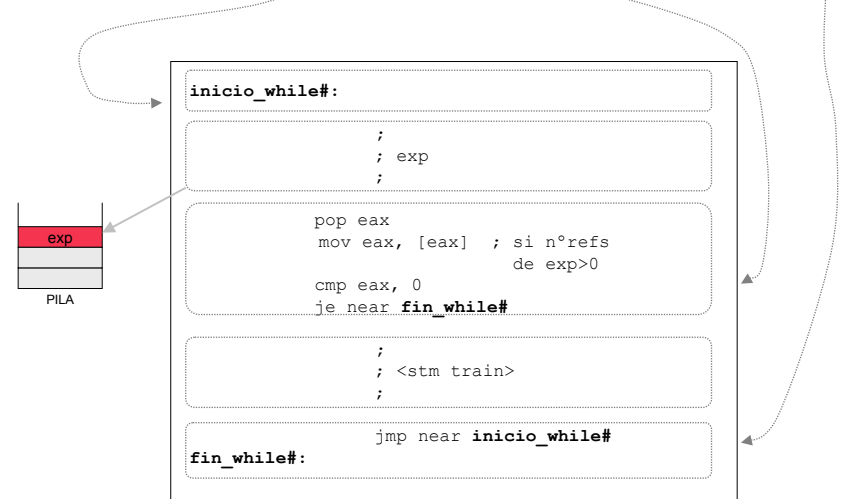 inicio_while#:
;
; exp
;
pop eax
mov eax, [eax] ; si nºrefs
de exp>0
cmp eax, 0
je near fin_while#
exp
PILA
;
; <stm train>
;
jmp near inicio_while#
fin_while#: